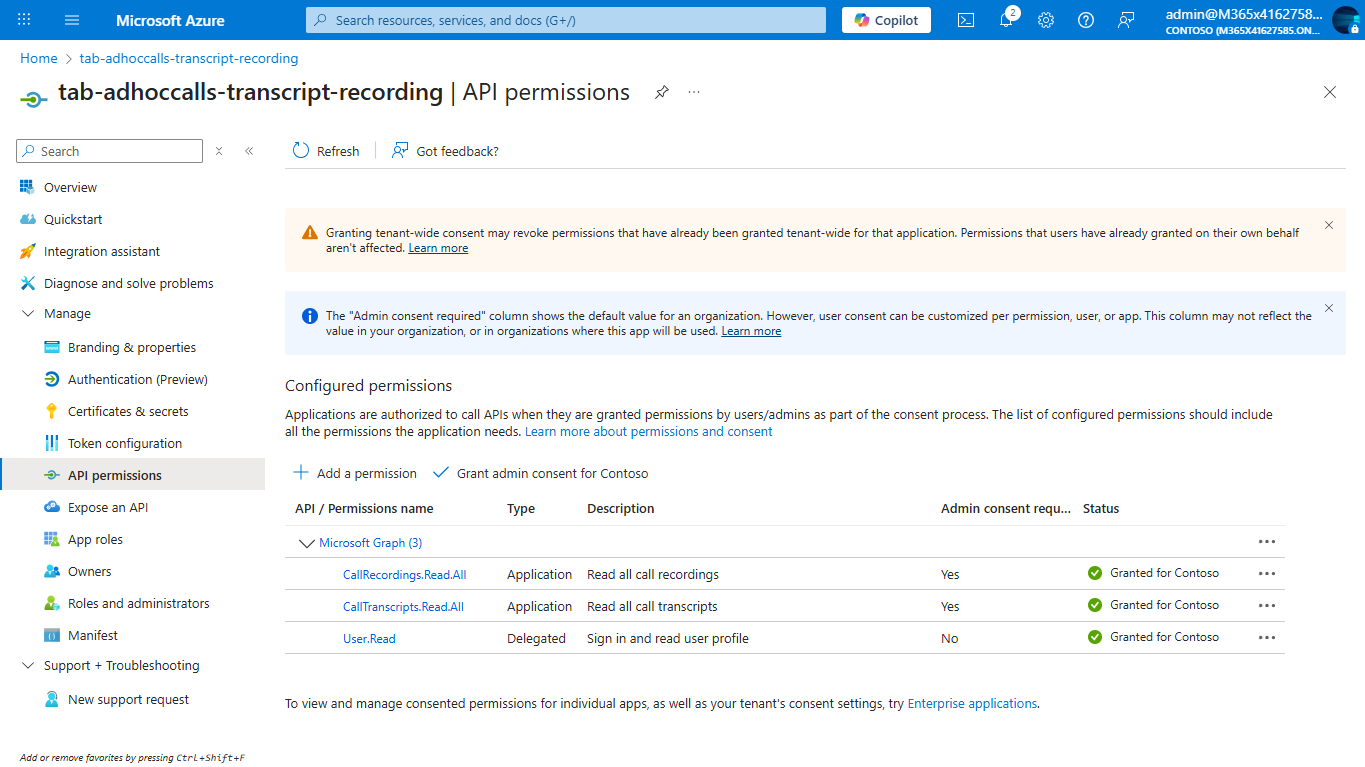 Microsoft Azure
Search resources, services, and docs (G+/)
Copilot
2
admin@M365x4162758...
CONTOSO (M365X41627585.ON...
Home > tab-adhoccalls-transcript-recording
tab-adhoccalls-transcript-recording | API permissions
Search
Refresh
Got feedback?
Overview
Quickstart
Integration assistant
Diagnose and solve problems
Manage
Branding & properties
Authentication (Preview)
Certificates & secrets
Token configuration
API permissions
Expose an API
App roles
Owners
Roles and administrators
Manifest
Support + Troubleshooting
New support request
Add or remove favorites by pressing Ctrl+Shift+F
Granting tenant-wide consent may revoke permissions that have already been granted tenant-wide for that application. Permissions that users have already granted on their own behalf
aren't affected. Learn more
The "Admin consent required" column shows the default value for an organization. However, user consent can be customized per permission, user, or app. This column may not reflect the
value in your organization, or in organizations where this app will be used. Learn more
Configured permissions
Applications are authorized to call APIs when they are granted permissions by users/admins as part of the consent process. The list of configured permissions should include
all the permissions the application needs. Learn more about permissions and consent
Add a permission
Grant admin consent for Contoso
API / Permissions name Type Description Admin consent requ... Status
Microsoft Graph (3)
CallRecordings.Read.All Application Read all call recordings Yes Granted for Contoso
CallTranscripts.Read.All Application Read all call transcripts Yes Granted for Contoso
User.Read Delegated Sign in and read user profile No Granted for Contoso
To view and manage consented permissions for individual apps, as well as your tenant's consent settings, try Enterprise applications.